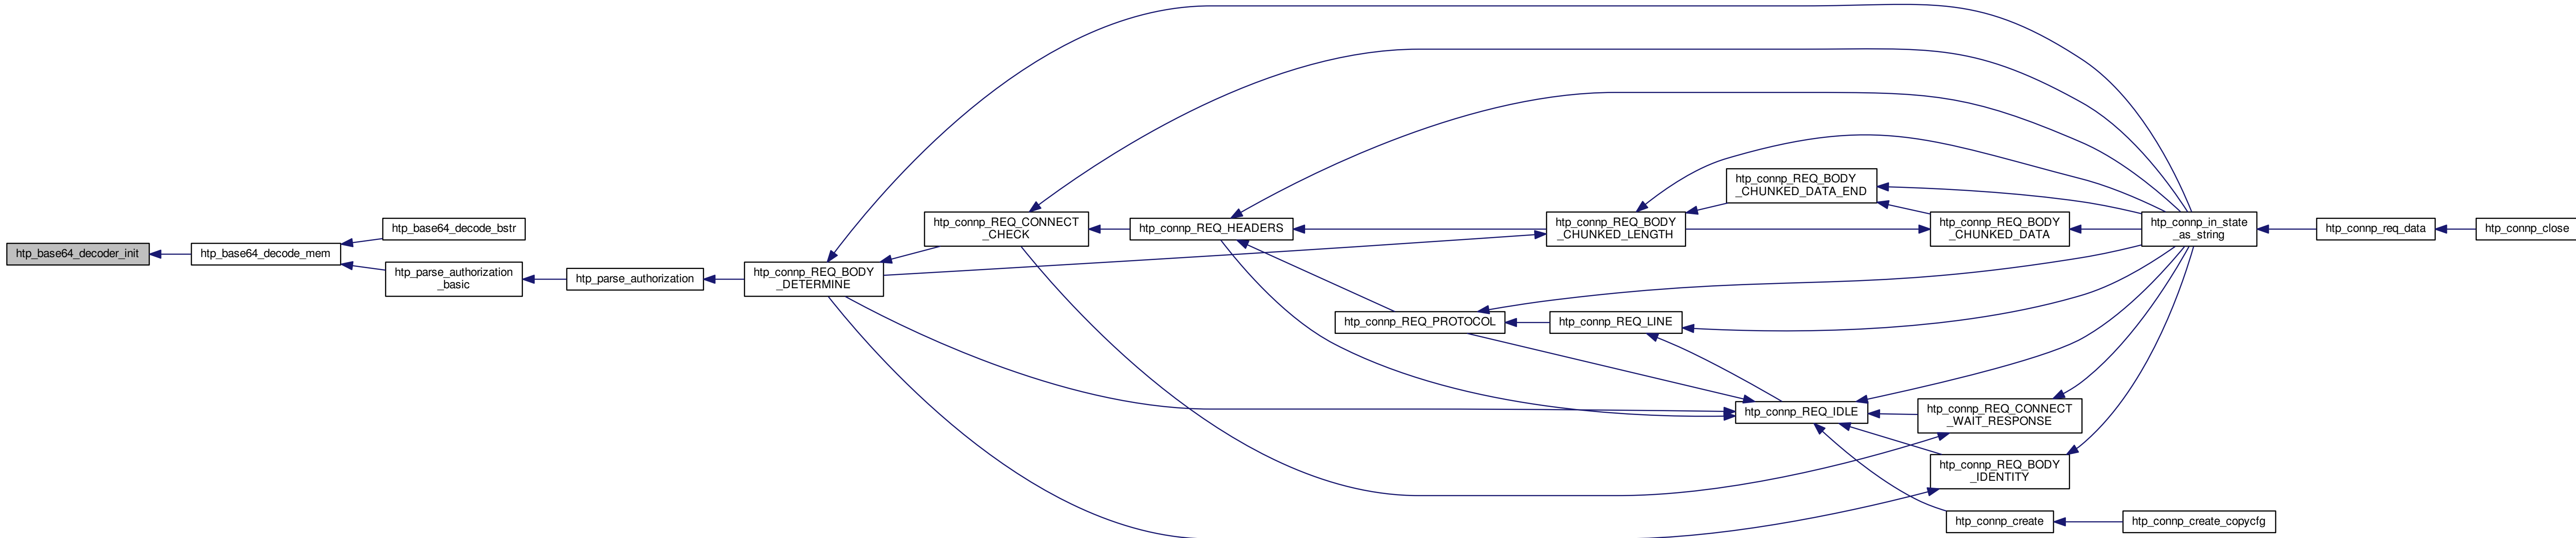 htp_base64_decoder_init
htp_base64_decode_mem
htp_base64_decode_bstr
htp_parse_authorization
_basic
htp_parse_authorization
htp_connp_REQ_BODY
_DETERMINE
htp_connp_REQ_CONNECT
_CHECK
htp_connp_REQ_HEADERS
htp_connp_REQ_PROTOCOL
htp_connp_REQ_BODY
_CHUNKED_LENGTH
htp_connp_REQ_LINE
htp_connp_REQ_BODY
_CHUNKED_DATA_END
htp_connp_REQ_IDLE
htp_connp_REQ_BODY
_CHUNKED_DATA
htp_connp_REQ_CONNECT
_WAIT_RESPONSE
htp_connp_REQ_BODY
_IDENTITY
htp_connp_create
htp_connp_in_state
_as_string
htp_connp_create_copycfg
htp_connp_req_data
htp_connp_close